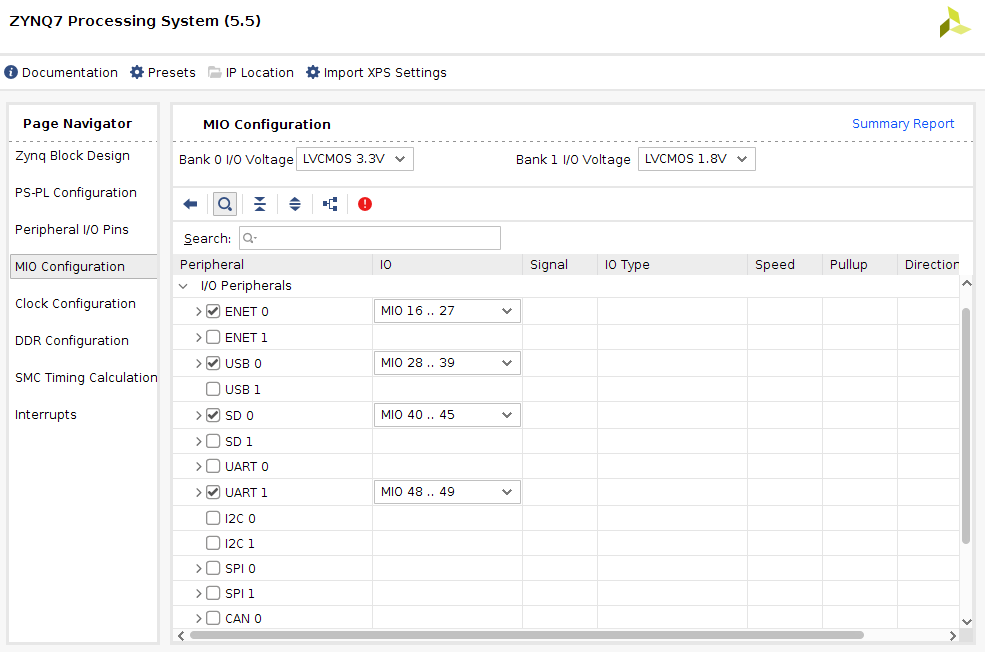 ZYNQ7 Processing System (5.5)
Documentation Presets IP Location Import XPS Settings
Page Navigator
Zynq Block Design
PS-PL Configuration
Peripheral I/O Pins
MIO Configuration
Clock Configuration
DDR Configuration
SMC Timing Calculation
Interrupts
MIO Configuration Summary Report
Bank 0 I/O Voltage LVCMOS 3.3V Bank 1 I/O Voltage LVCMOS 1.8V
Search:
Peripheral IO Signal IO Type Speed Pullup Direction
I/O Peripherals
ENET 0 MIO 16 .. 27
ENET 1
USB 0 MIO 28 .. 39
USB 1
SD 0 MIO 40 .. 45
SD 1
UART 0
UART 1 MIO 48 .. 49
I2C 0
I2C 1
SPI 0
SPI 1
CAN 0